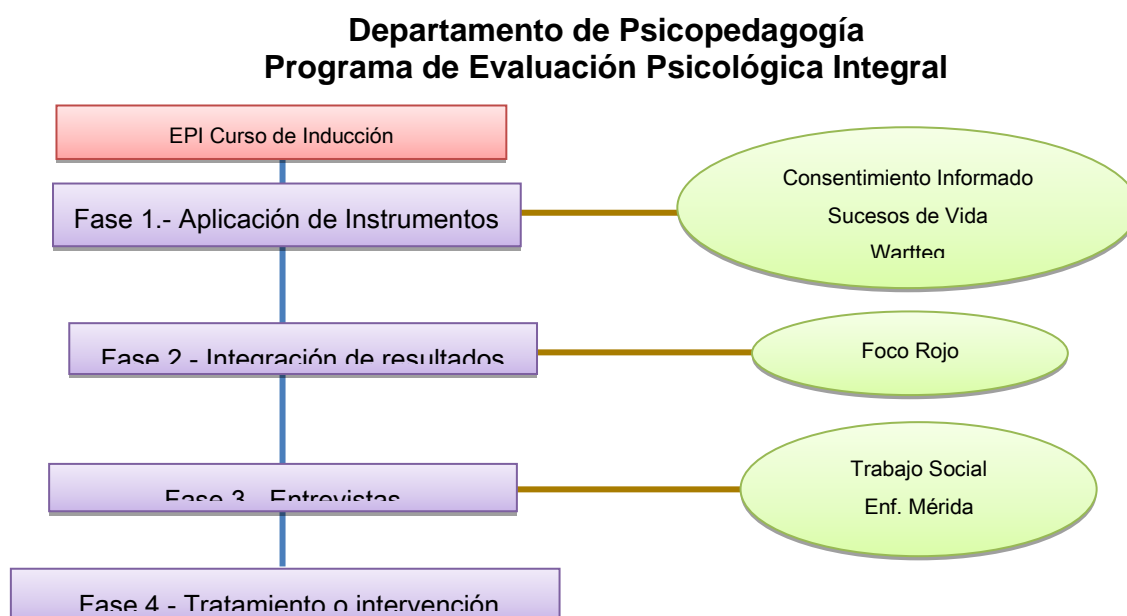 Departamento de Psicopedagogía
Programa de Evaluación Psicológica Integral
EPI Curso de Inducción
Fase 1.- Aplicación de Instrumentos
Consentimiento Informado
Sucesos de Vida
Wartteg
Fase 2.- Integración de resultados
Foco Rojo
Fase 3.- Entrevistas
Trabajo Social
Enf. Mérida
Fase 4.- Tratamiento o intervención